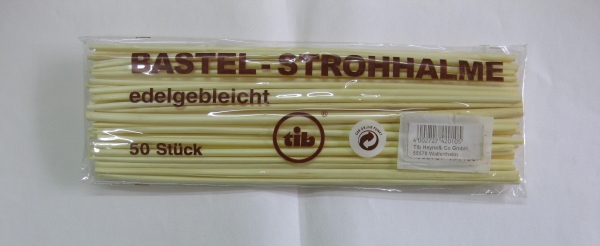 BASTEL - STROHHALME
edelgebleicht
tib
®
50 Stück